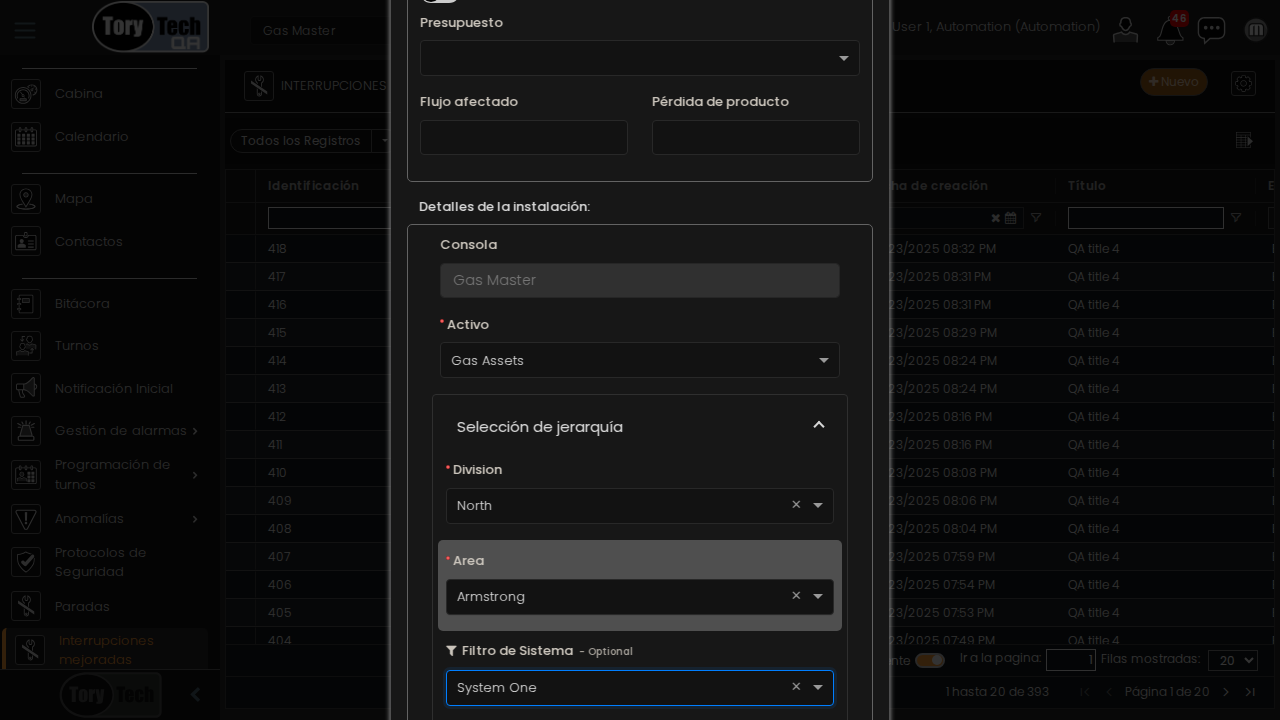 Tory Tech
QA
Gas Master
User 1, Automation (Automation)
46
Cabina
Calendario
Mapa
Contactos
Bitácora
Turnos
Notificación Inicial
Gestión de alarmas
Programación de
turnos
Anomalías
Protocolos de
Seguridad
Paradas
Interrupciones
mejoradas
Tory Tech
INTERRUPCIONES
Nuevo
Todos los Registros
Identificación
418
417
416
415
414
413
412
411
410
409
408
407
406
405
404
Presupuesto
Flujo afectado
Pérdida de producto
Detalles de la instalación:
Consola
Gas Master
* Activo
Gas Assets
Selección de jerarquía
* Division
North
* Area
Armstrong
Filtro de Sistema - Optional
System One
ha de creación
Título
23/2025 08:32 PM QA title 4
23/2025 08:31 PM QA title 4
23/2025 08:31 PM QA title 4
23/2025 08:29 PM QA title 4
23/2025 08:24 PM QA title 4
23/2025 08:24 PM QA title 4
23/2025 08:16 PM QA title 4
23/2025 08:16 PM QA title 4
23/2025 08:08 PM QA title 4
23/2025 08:06 PM QA title 4
23/2025 08:04 PM QA title 4
23/2025 07:59 PM QA title 4
23/2025 07:54 PM QA title 4
23/2025 07:53 PM QA title 4
23/2025 07:49 PM QA title 4
nte
Ir a la pagina: 1 Filas mostradas: 20
1 hasta 20 de 393
Página 1 de 20